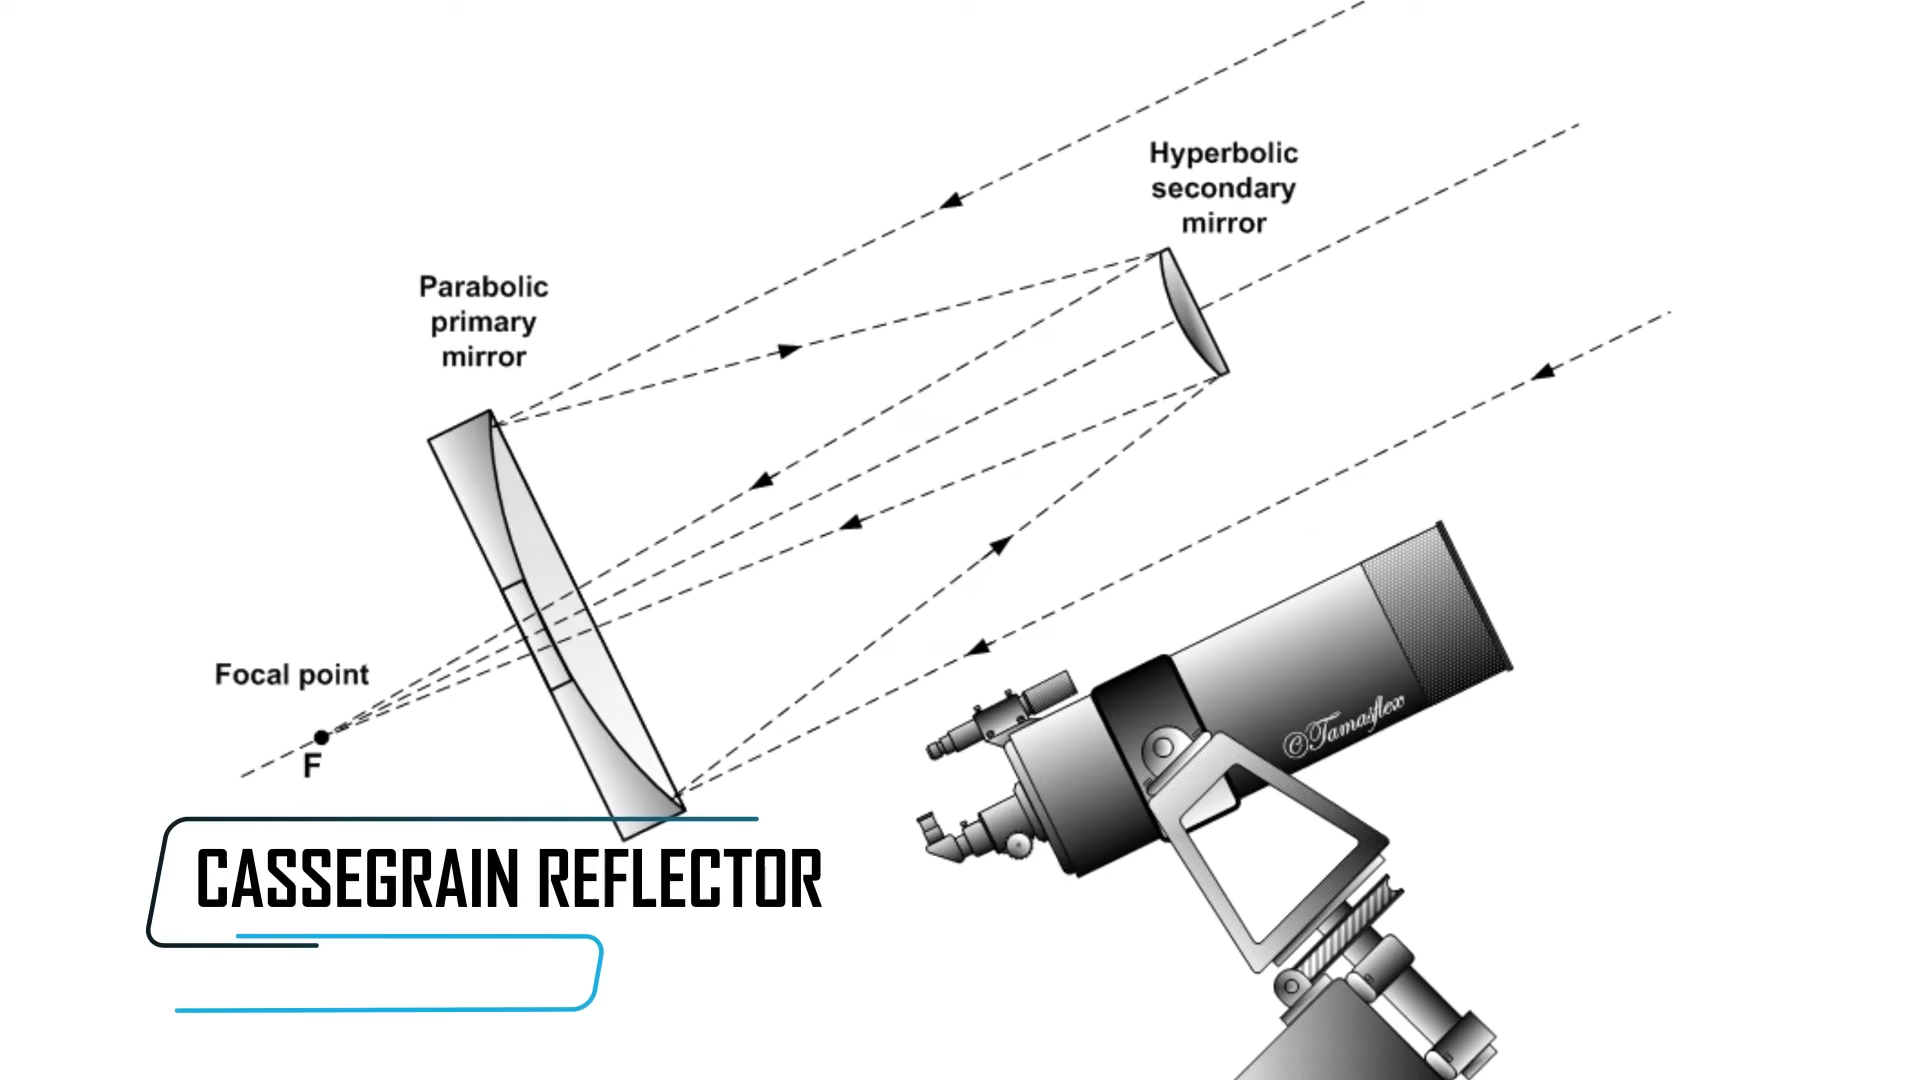 Hyperbolic
secondary
mirror
Parabolic
primary
mirror
Focal point
F
©Tamasflex
CASSEGRAIN REFLECTOR